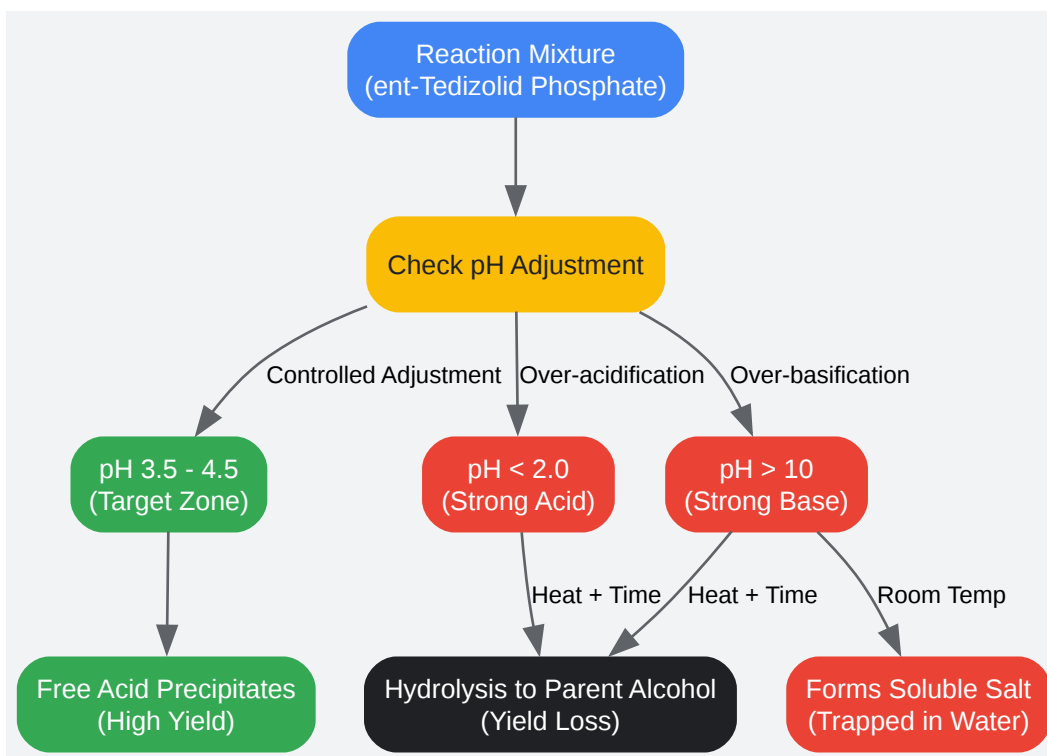 Reaction Mixture
(ent-Tedizolid Phosphate)
Check pH Adjustment
Controlled Adjustment
Over-acidification
Over-basification
pH 3.5 - 4.5
(Target Zone)
pH < 2.0
(Strong Acid)
pH > 10
(Strong Base)
Heat + Time
Heat + Time
Room Temp
Free Acid Precipitates
(High Yield)
Hydrolysis to Parent Alcohol
(Yield Loss)
Forms Soluble Salt
(Trapped in Water)